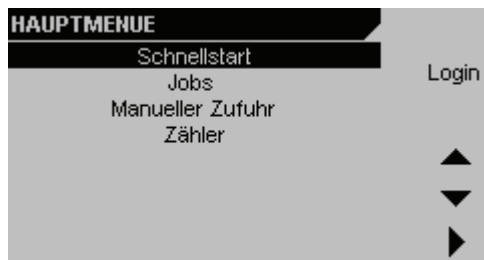 HAUPTMENUE
Schnellstart
Login
Jobs
Manueller Zufuhr
Zähler